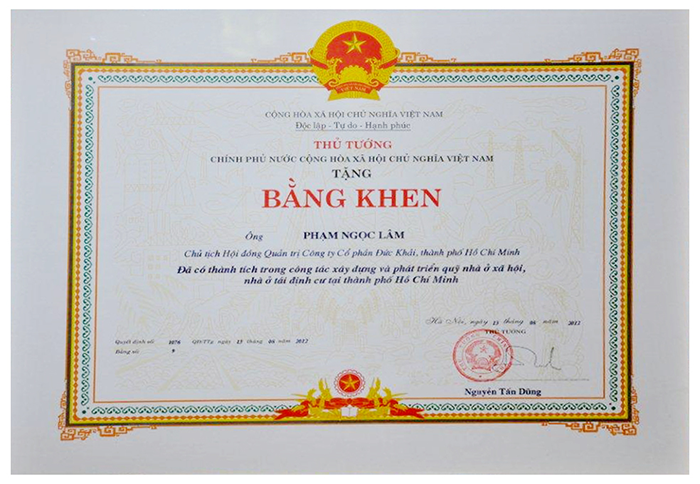 VIỆT NAM
CỘNG HÒA XÃ HỘI CHỦ NGHĨA VIỆT NAM
Độc lập - Tự do - Hạnh phúc
THỦ TƯỚNG
CHÍNH PHỦ NƯỚC CỘNG HÒA XÃ HỘI CHỦ NGHĨA VIỆT NAM
TẶNG
BẰNG KHEN
Ông PHẠM NGỌC LÂM
Chủ tịch Hội đồng Quản trị Công ty Cổ phần Đức Khải, thành phố Hồ Chí Minh
Đã có thành tích trong công tác xây dựng và phát triển quỹ nhà ở xã hội,
nhà ở tái định cư tại thành phố Hồ Chí Minh
Hà Nội, ngày 13 tháng 08 năm
THỦ TƯỚNG
Quyết định số 1076 QĐ/TTg ngày 13 tháng 08 năm 2012
Bằng số 9
Nguyễn Tấn Dũng